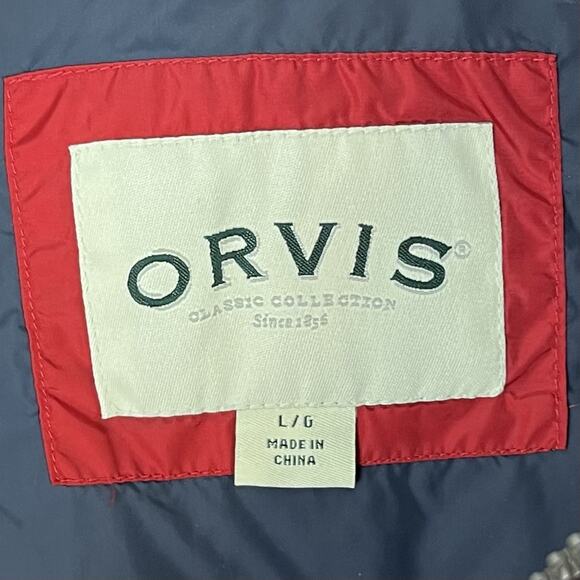 ORVIS®
CLASSIC COLLECTION
Since 1856
L/G
MADE IN
CHINA